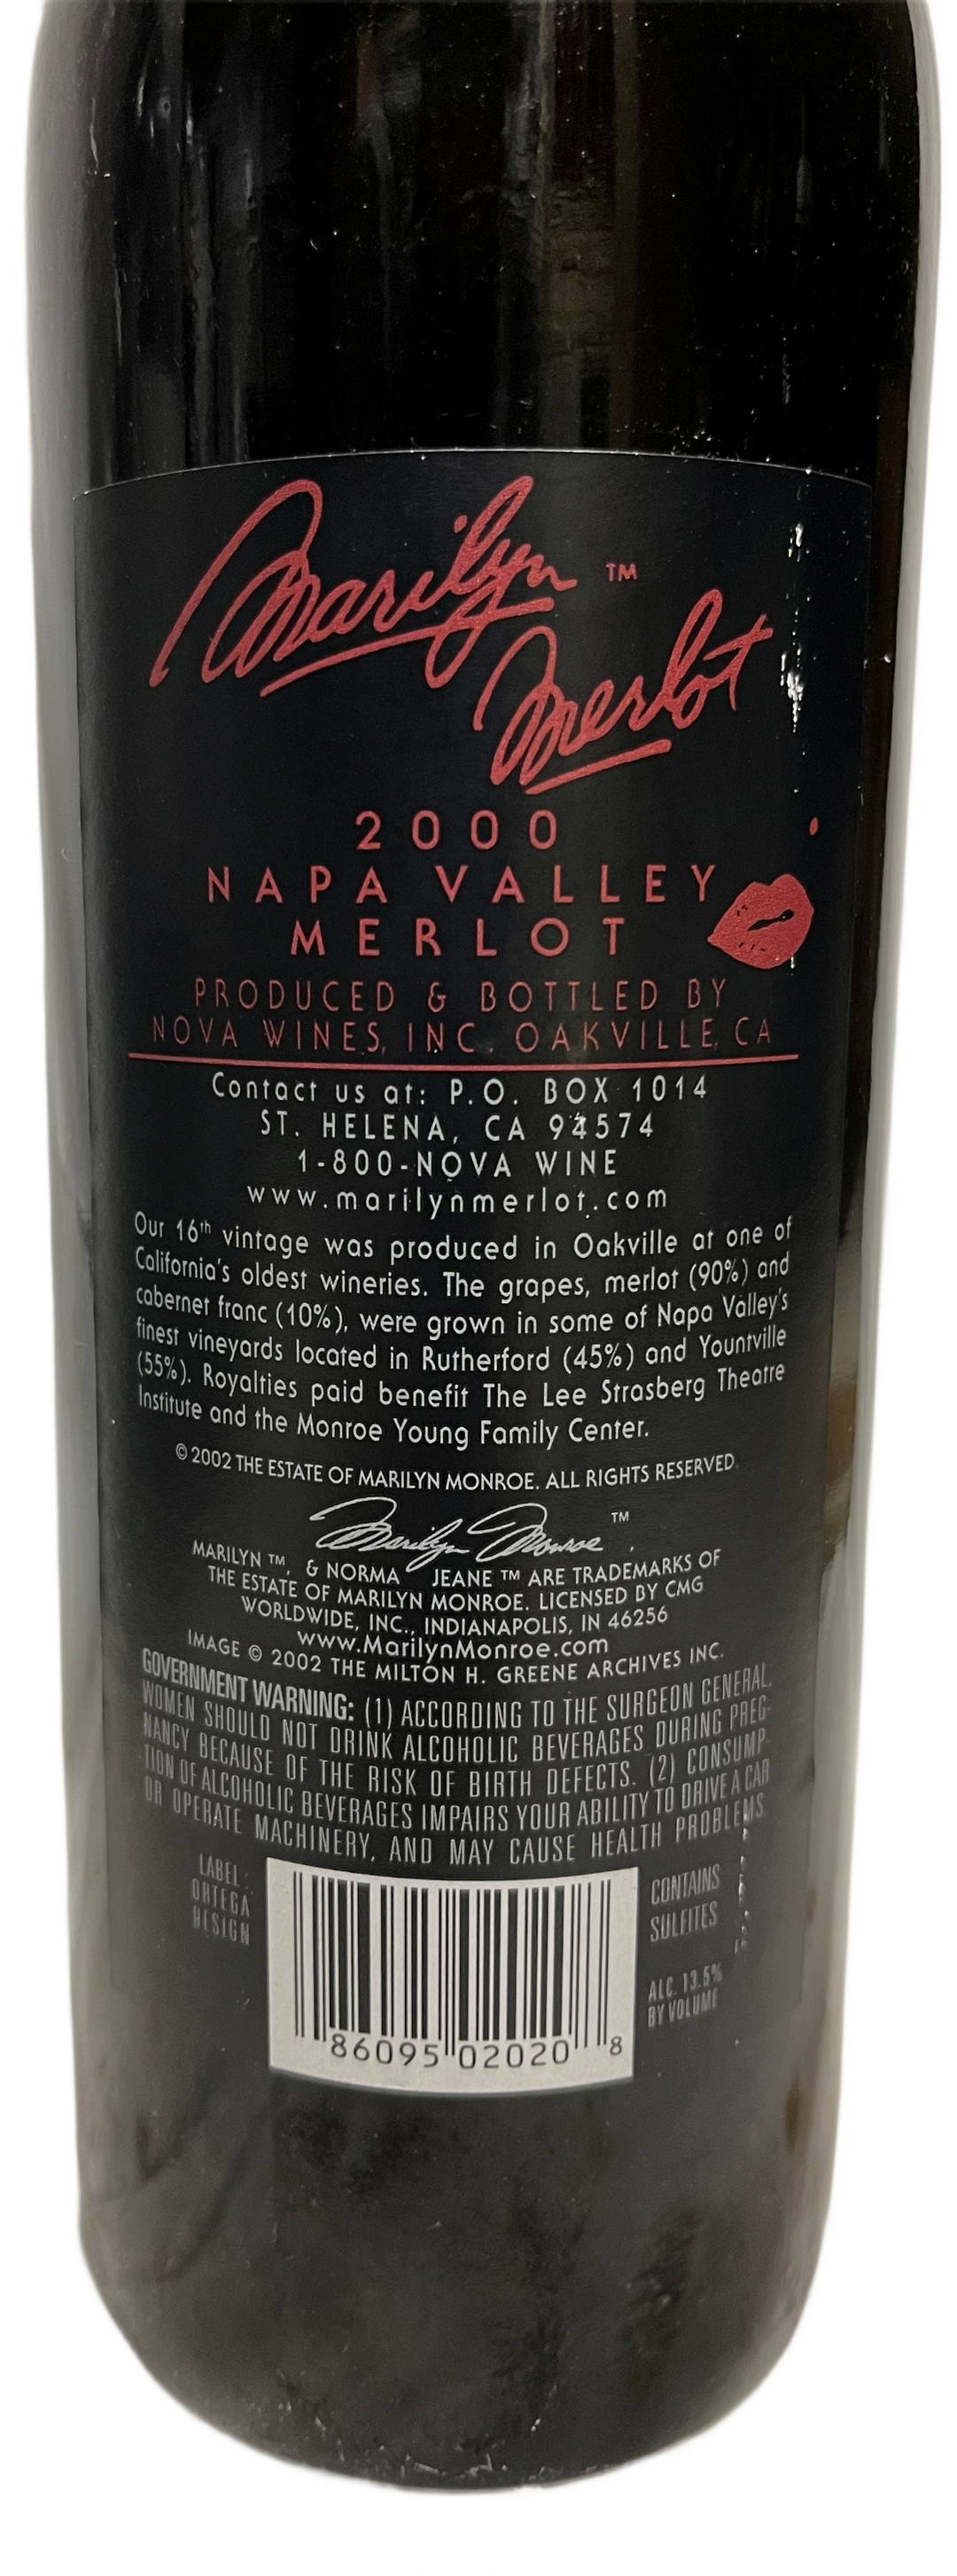 Marilyn ™
Merlot
2000
NAPA VALLEY
MERLOT
PRODUCED & BOTTLED BY
NOVA WINES, INC. OAKVILLE, CA
Contact us at: P.O. BOX 1014
ST. HELENA, CA 94574
1-800-NOVA WINE
www.marilynmerlot.com
Our 16th vintage was produced in Oakville at one of
California's oldest wineries. The grapes, merlot (90%) and
cabernet franc (10%), were grown in some of Napa Valley's
finest vineyards located in Rutherford (45%) and Yountville
(55%). Royalties paid benefit The Lee Strasberg Theatre
Institute and the Monroe Young Family Center.
© 2002 THE ESTATE OF MARILYN MONROE. ALL RIGHTS RESERVED.
Marilyn Monroe ™
MARILYN ™, & NORMA JEANE ™ ARE TRADEMARKS OF
THE ESTATE OF MARILYN MONROE. LICENSED BY CMG
WORLDWIDE, INC., INDIANAPOLIS, IN 46256
www.MarilynMonroe.com
IMAGE © 2002 THE MILTON H. GREENE ARCHIVES INC.
GOVERNMENT WARNING: (1) ACCORDING TO THE SURGEON GENERAL,
WOMEN SHOULD NOT DRINK ALCOHOLIC BEVERAGES DURING PREG-
NANCY BECAUSE OF THE RISK OF BIRTH DEFECTS. (2) CONSUMP-
TION OF ALCOHOLIC BEVERAGES IMPAIRS YOUR ABILITY TO DRIVE A CAR
OR OPERATE MACHINERY, AND MAY CAUSE HEALTH PROBLEMS.
LABEL:
ORTEGA
DESIGN
CONTAINS
SULFITES
ALC. 13.5%
BY VOLUME
86095 02020 8